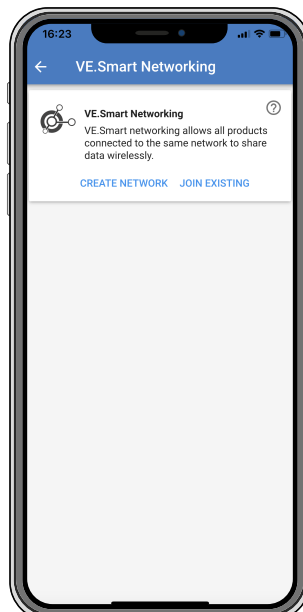 16:23
VE.Smart Networking
VE.Smart Networking
VE.Smart networking allows all products
connected to the same network to share
data wirelessly.
CREATE NETWORK JOIN EXISTING